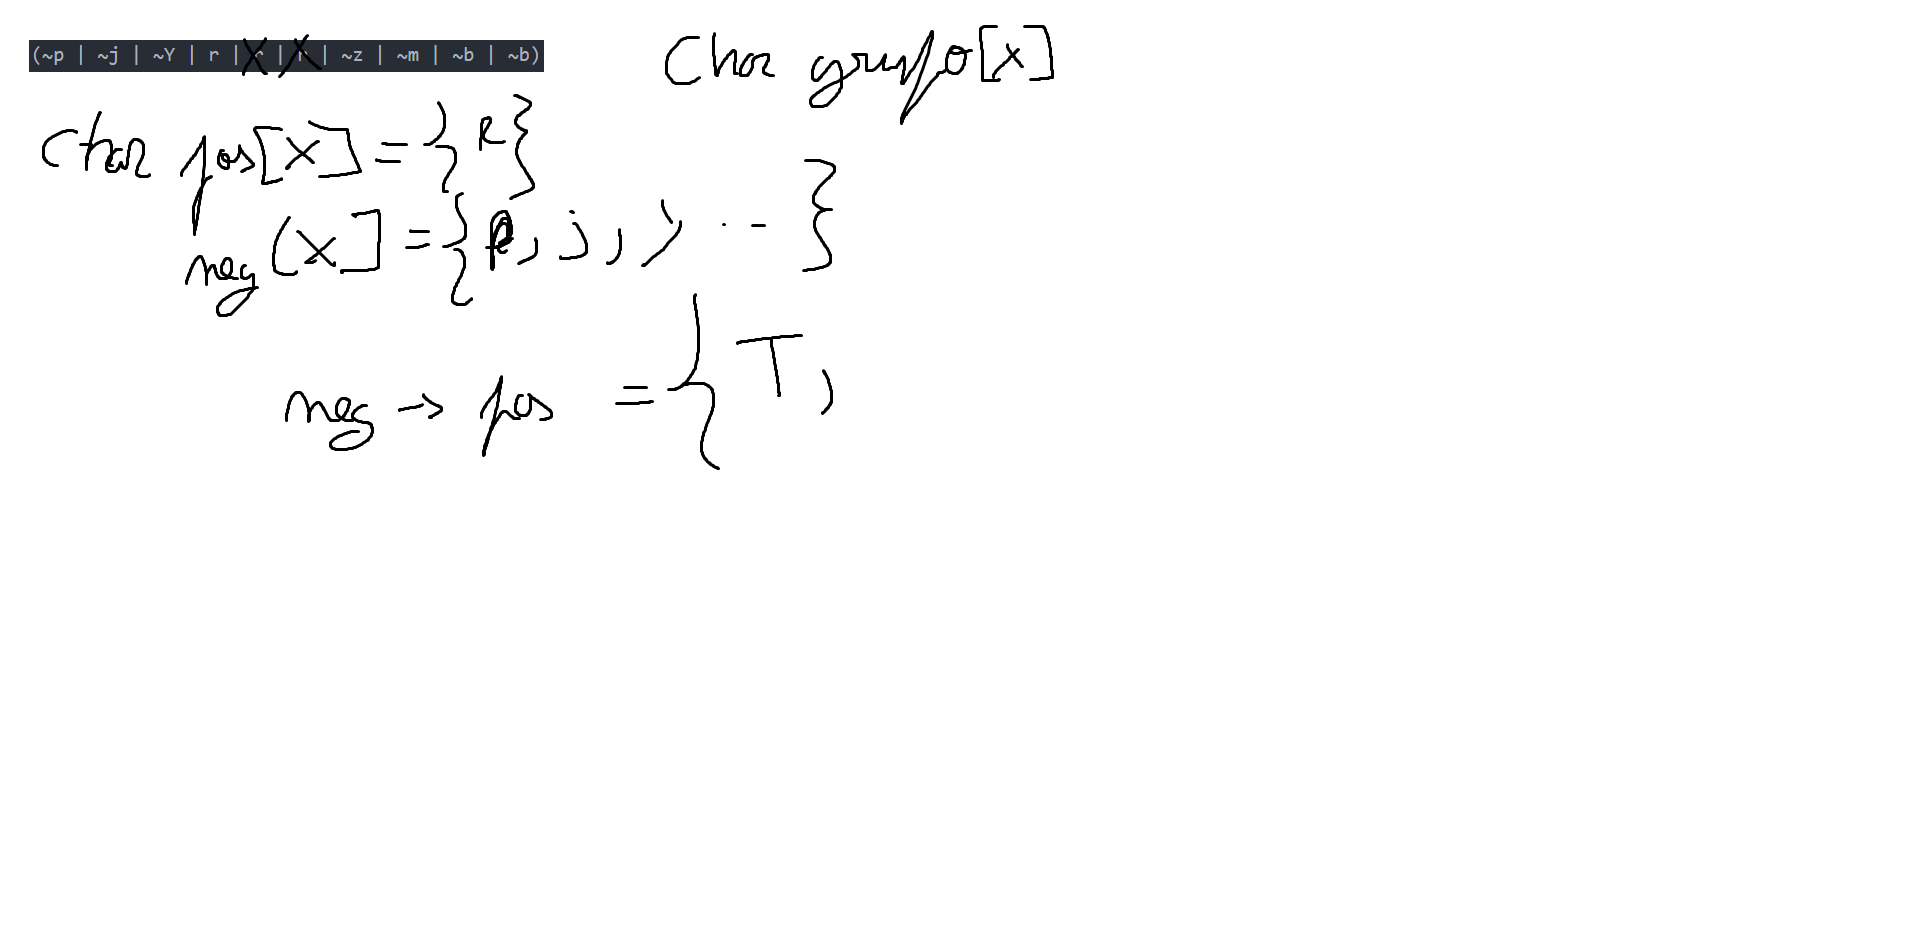 (~p | ~j | ~Y | r | r | r | ~z | ~m | ~b | ~b)
Char grupo[x]
Char pos[X] = {R}
neg[X] = {p, j, y ..}
neg -> pos = {T,